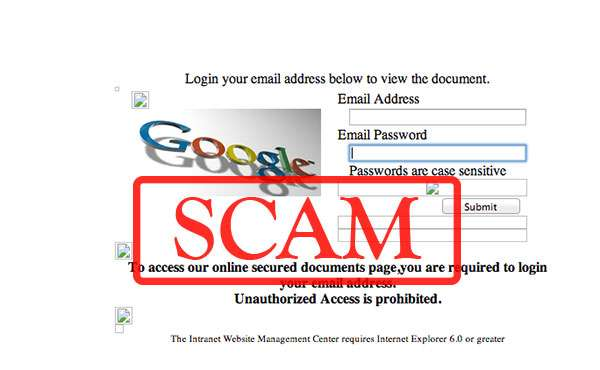 Login your email address below to view the document.
Email Address
Google
Email Password
Passwords are case sensitive
Submit
SCAM
To access our online secured documents page,you are required to login
your email address.
Unauthorized Access is prohibited.
The Intranet Website Management Center requires Internet Explorer 6.0 or greater